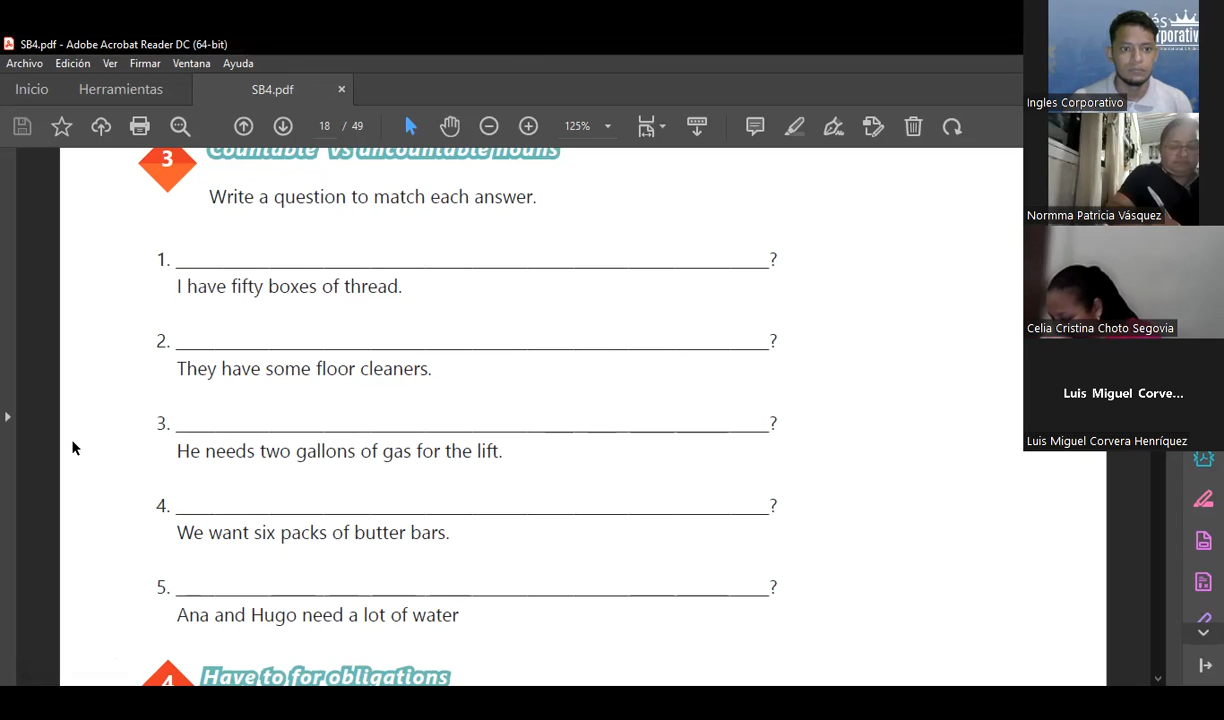 SB4.pdf - Adobe Acrobat Reader DC (64-bit)
Archivo Edición Ver Firmar Ventana Ayuda
Inicio Herramientas SB4.pdf ×
18 / 49 125%
3 Countable vs uncountable nouns
Write a question to match each answer.
1. ?
I have fifty boxes of thread.
2. ?
They have some floor cleaners.
3. ?
He needs two gallons of gas for the lift.
4. ?
We want six packs of butter bars.
5. ?
Ana and Hugo need a lot of water
4 Have to for obligations
Ingles Corporativo
Normma Patricia Vásquez
Celia Cristina Choto Segovia
Luis Miguel Corve...
Luis Miguel Corvera Henríquez